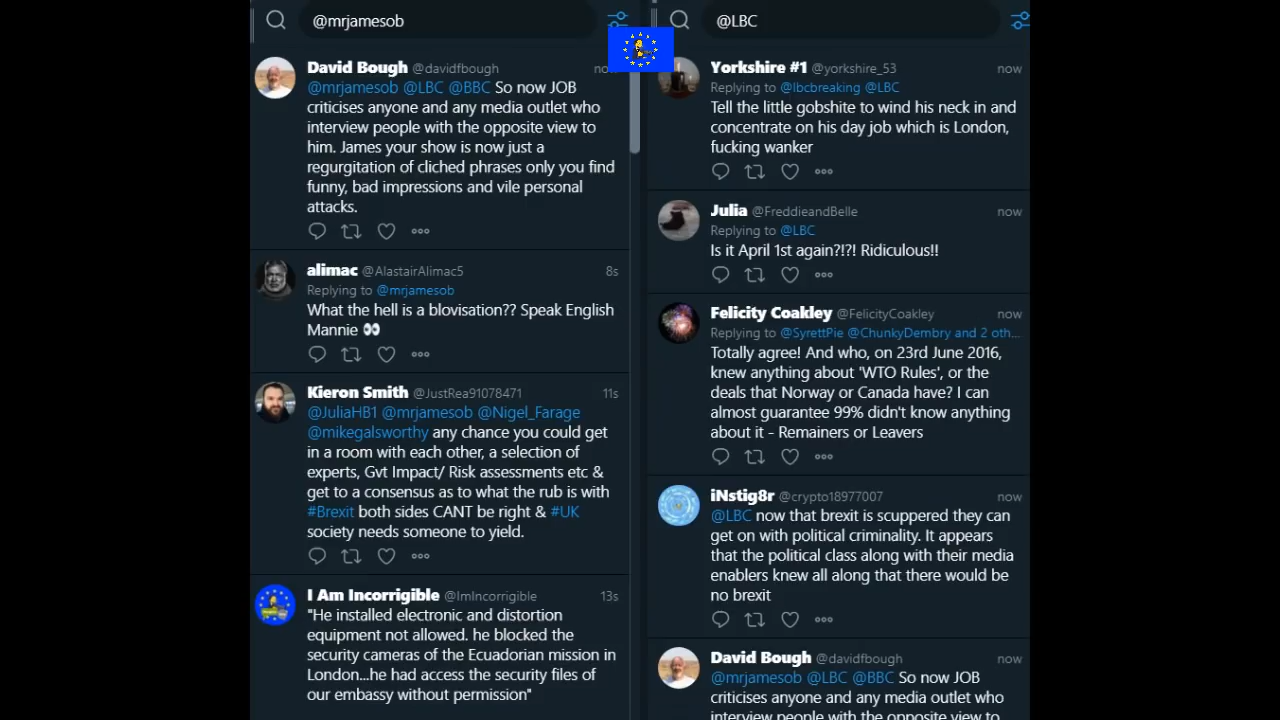 @mrjamesob
David Bough @davidfbough now
@mrjamesob @LBC @BBC So now JOB
criticises anyone and any media outlet who
interview people with the opposite view to
him. James your show is now just a
regurgitation of cliched phrases only you find
funny, bad impressions and vile personal
attacks.
alimac @AlastairAlimac5 8s
Replying to @mrjamesob
What the hell is a blovisation?? Speak English
Mannie 👀
Kieron Smith @JustRea91078471 11s
@JuliaHB1 @mrjamesob @Nigel_Farage
@mikegalsworthy any chance you could get
in a room with each other, a selection of
experts, Gvt Impact/ Risk assessments etc &
get to a consensus as to what the rub is with
#Brexit both sides CANT be right & #UK
society needs someone to yield.
I Am Incorrigible @ImIncorrigible 13s
"He installed electronic and distortion
equipment not allowed. he blocked the
security cameras of the Ecuadorian mission in
London...he had access the security files of
our embassy without permission"
@LBC
Yorkshire #1 @yorkshire_53 now
Replying to @lbcbreaking @LBC
Tell the little gobshite to wind his neck in and
concentrate on his day job which is London,
fucking wanker
Julia @FreddieandBelle now
Replying to @LBC
Is it April 1st again?!?! Ridiculous!!
Felicity Coakley @FelicityCoakley now
Replying to @SyrettPie @ChunkyDembry and 2 oth...
Totally agree! And who, on 23rd June 2016,
knew anything about 'WTO Rules', or the
deals that Norway or Canada have? I can
almost guarantee 99% didn't know anything
about it - Remainers or Leavers
iNstig8r @crypto18977007 now
@LBC now that brexit is scuppered they can
get on with political criminality. It appears
that the political class along with their media
enablers knew all along that there would be
no brexit
David Bough @davidfbough now
@mrjamesob @LBC @BBC So now JOB
criticises anyone and any media outlet who
interview people with the opposite view to